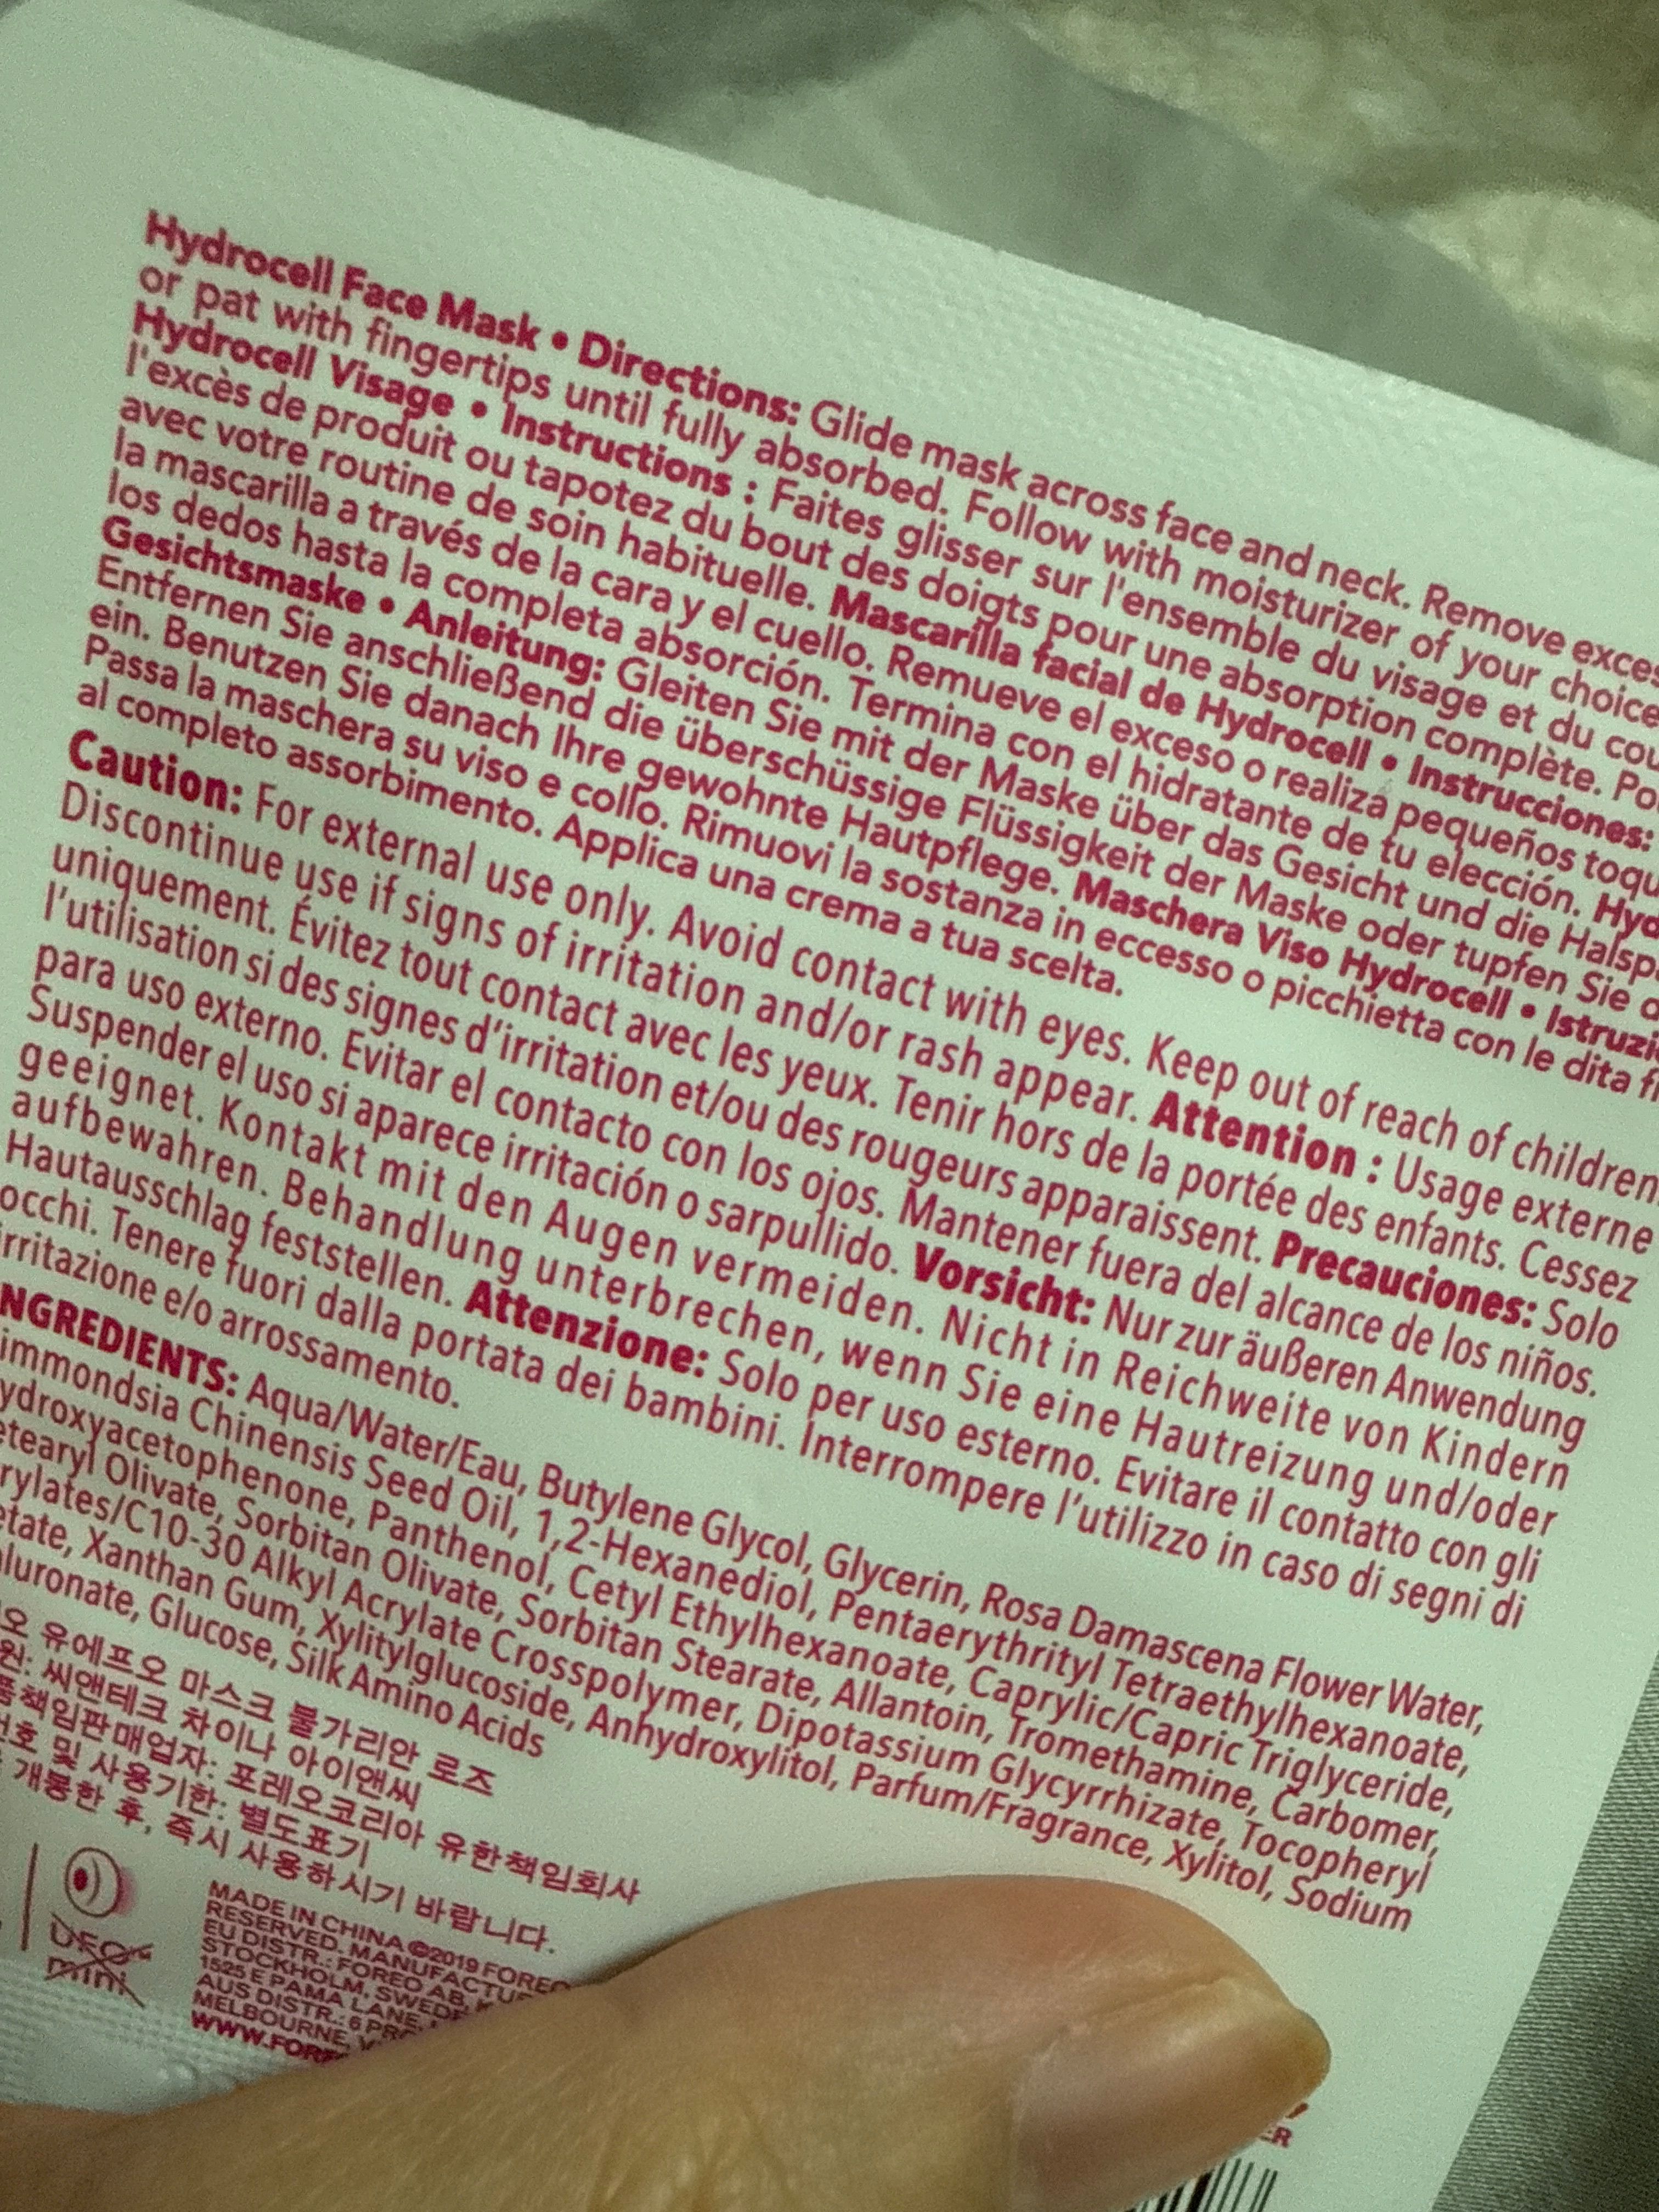 Hydrocell Face Mask • Directions: Glide mask across face and neck. Remove exces
or pat with fingertips until fully absorbed. Follow with moisturizer of your choice
Hydrocell Visage • Instructions : Faites glisser sur l'ensemble du visage et du cou
l'excès de produit ou tapotez du bout des doigts pour une absorption complète. Po
avec votre routine de soin habituelle. Mascarilla facial de Hydrocell • Instrucciones:
la mascarilla a través de la cara y el cuello. Remueve el exceso o realiza pequeños toqu
los dedos hasta la completa absorción. Termina con el hidratante de tu elección. Hyd
Gesichtsmaske • Anleitung: Gleiten Sie mit der Maske über das Gesicht und die Halsp
Entfernen Sie anschließend die überschüssige Flüssigkeit der Maske oder tupfen Sie d
ein. Benutzen Sie danach Ihre gewohnte Hautpflege. Maschera Viso Hydrocell • Istruzi
Passa la maschera su viso e collo. Rimuovi la sostanza in eccesso o picchietta con le dita fi
al completo assorbimento. Applica una crema a tua scelta.
Caution: For external use only. Avoid contact with eyes. Keep out of reach of children.
Discontinue use if signs of irritation and/or rash appear. Attention : Usage externe
uniquement. Évitez tout contact avec les yeux. Tenir hors de la portée des enfants. Cessez
l'utilisation si des signes d'irritation et/ou des rougeurs apparaissent. Precauciones: Solo
para uso externo. Evitar el contacto con los ojos. Mantener fuera del alcance de los niños.
Suspender el uso si aparece irritación o sarpullido. Vorsicht: Nur zur äußeren Anwendung
geeignet. Kontakt mit den Augen vermeiden. Nicht in Reichweite von Kindern
aufbewahren. Behandlung unterbrechen, wenn Sie eine Hautreizung und/oder
Hautausschlag feststellen. Attenzione: Solo per uso esterno. Evitare il contatto con gli
occhi. Tenere fuori dalla portata dei bambini. Interrompere l'utilizzo in caso di segni di
irritazione e/o arrossamento.
NGREDIENTS: Aqua/Water/Eau, Butylene Glycol, Glycerin, Rosa Damascena Flower Water,
immondsia Chinensis Seed Oil, 1,2-Hexanediol, Pentaerythrityl Tetraethylhexanoate,
ydroxyacetophenone, Panthenol, Cetyl Ethylhexanoate, Caprylic/Capric Triglyceride,
etearyl Olivate, Sorbitan Olivate, Sorbitan Stearate, Allantoin, Tromethamine, Carbomer,
rylates/C10-30 Alkyl Acrylate Crosspolymer, Dipotassium Glycyrrhizate, Tocopheryl
etate, Xanthan Gum, Xylitylglucoside, Anhydroxylitol, Parfum/Fragrance, Xylitol, Sodium
aluronate, Glucose, Silk Amino Acids
오 유에프오 마스크 불가리안 로즈
원: 씨앤테크 차이나 아이앤씨
품책임판매업자: 포레오코리아 유한책임회사
번호 및 사용기한: 별도표기
개봉한 후, 즉시 사용하시기 바랍니다.
UFO™
mini
MADE IN CHINA ©2019 FOREO
RESERVED. MANUFACTU
EU DISTR.: FOREO AB,
STOCKHOLM, SWEDE
1525 E PAMA LANE,
AUS DISTR.: 6 PR
MELBOURNE, V
WWW.FORE
ER